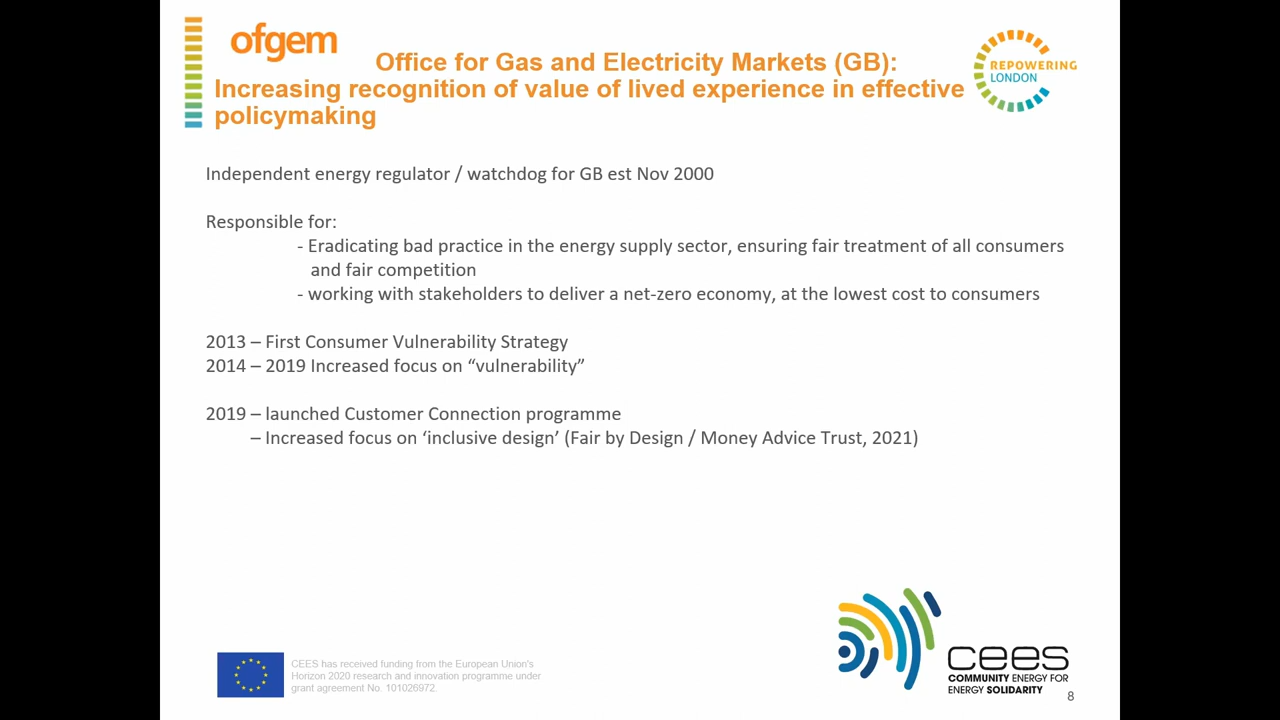 ofgem
Office for Gas and Electricity Markets (GB):
Increasing recognition of value of lived experience in effective
policymaking
REPOWERING
LONDON
Independent energy regulator / watchdog for GB est Nov 2000
Responsible for:
- Eradicating bad practice in the energy supply sector, ensuring fair treatment of all consumers
and fair competition
- working with stakeholders to deliver a net-zero economy, at the lowest cost to consumers
2013 – First Consumer Vulnerability Strategy
2014 – 2019 Increased focus on “vulnerability”
2019 – launched Customer Connection programme
– Increased focus on ‘inclusive design’ (Fair by Design / Money Advice Trust, 2021)
CEES has received funding from the European Union's
Horizon 2020 research and innovation programme under
grant agreement No. 101026972.
cees
COMMUNITY ENERGY FOR
ENERGY SOLIDARITY
8